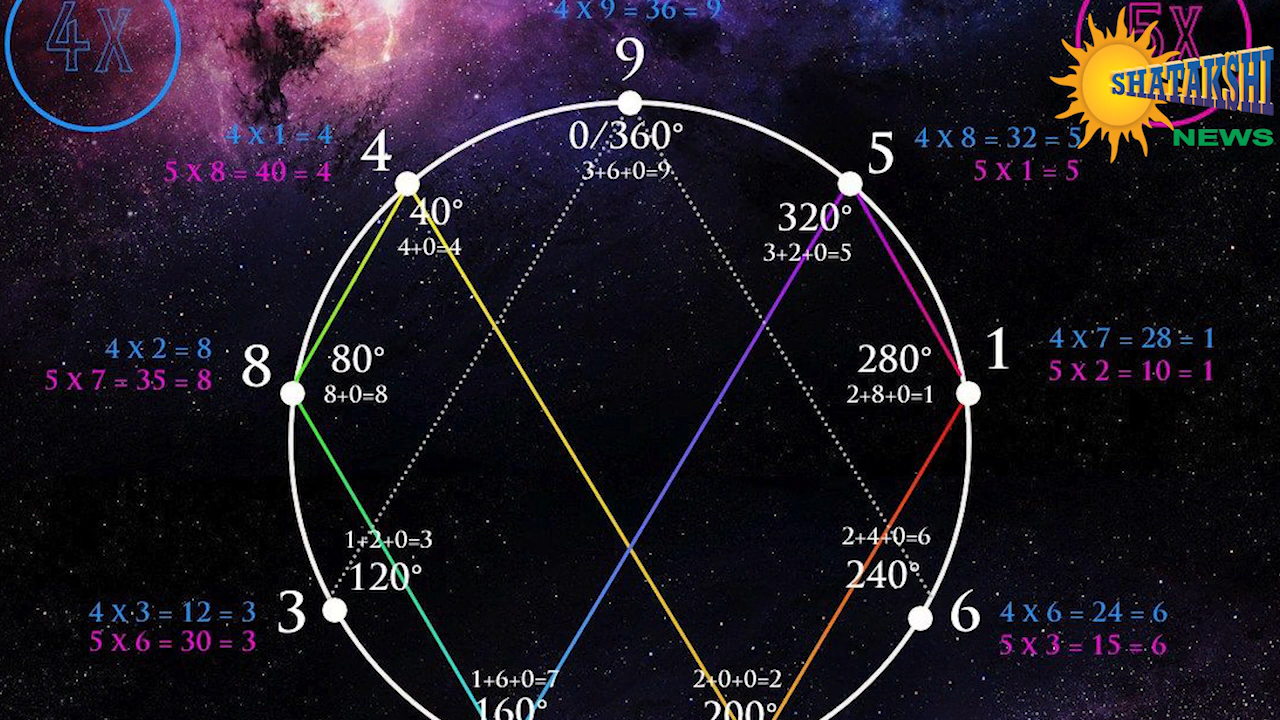 4X
4 X 9 = 36 = 9
5X
SHATAKSHI
NEWS
9
0/360°
3+6+0=9
4 X 1 = 4
5 X 8 = 40 = 4
4
40°
4+0=4
5
320°
3+2+0=5
4 X 8 = 32 = 5
5 X 1 = 5
4 X 2 = 8
5 X 7 = 35 = 8
8
80°
8+0=8
280°
2+8+0=1
1
4 X 7 = 28 = 1
5 X 2 = 10 = 1
4 X 3 = 12 = 3
5 X 6 = 30 = 3
3
1+2+0=3
120°
2+4+0=6
240°
6
4 X 6 = 24 = 6
5 X 3 = 15 = 6
1+6+0=7
160°
2+0+0=2
200°